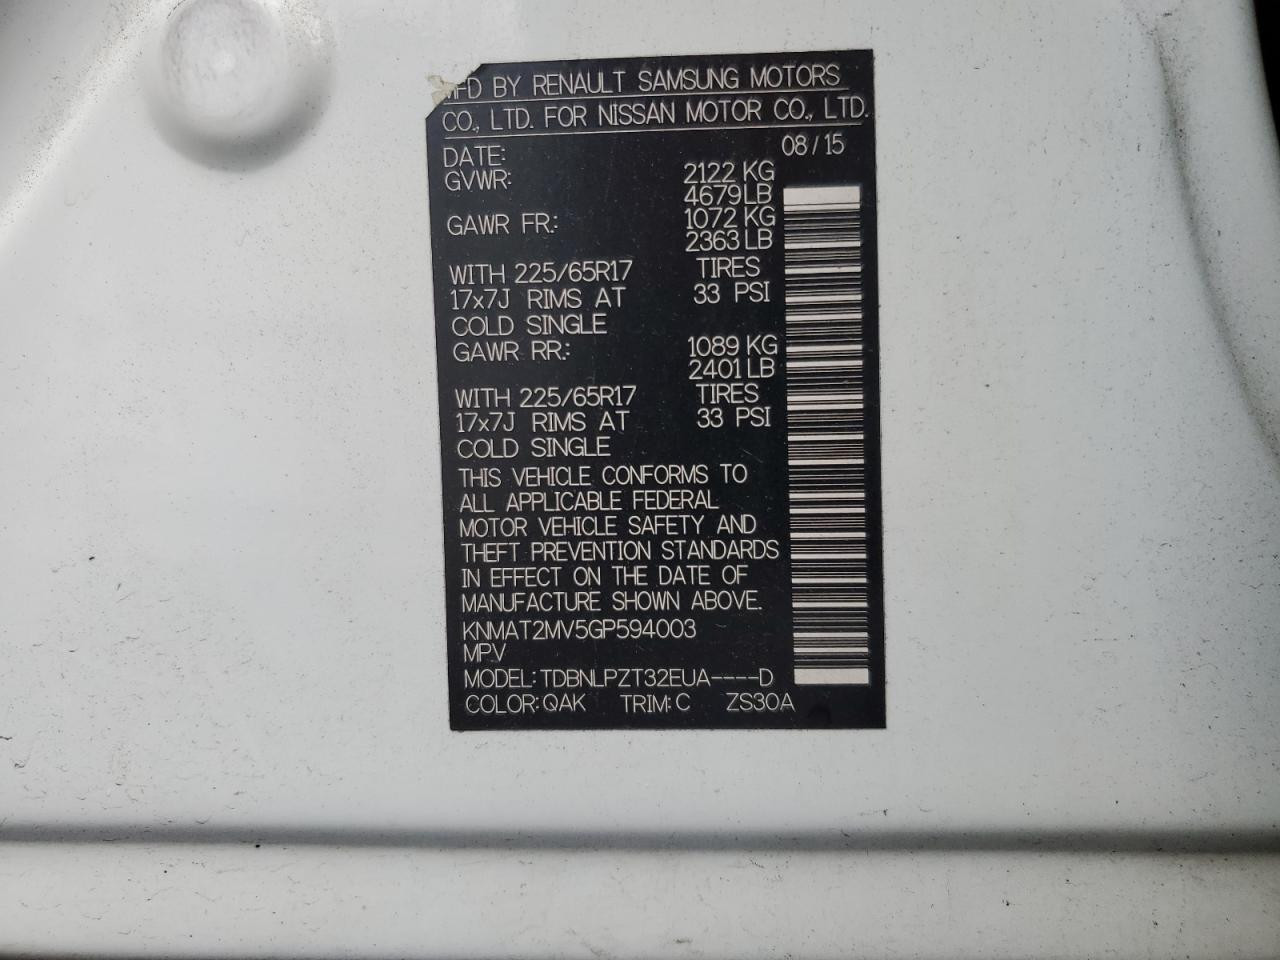 MFD BY RENAULT SAMSUNG MOTORS
CO., LTD. FOR NISSAN MOTOR CO., LTD.
DATE: 08/15
GVWR: 2122 KG
4679 LB
GAWR FR.: 1072 KG
2363 LB
WITH 225/65R17 TIRES
17x7J RIMS AT 33 PSI
COLD SINGLE
GAWR RR.: 1089 KG
2401 LB
WITH 225/65R17 TIRES
17x7J RIMS AT 33 PSI
COLD SINGLE
THIS VEHICLE CONFORMS TO
ALL APPLICABLE FEDERAL
MOTOR VEHICLE SAFETY AND
THEFT PREVENTION STANDARDS
IN EFFECT ON THE DATE OF
MANUFACTURE SHOWN ABOVE.
KNMAT2MV5GP594003
MPV
MODEL: TDBNLPZT32EUA----D
COLOR: QAK TRIM: C ZS30A